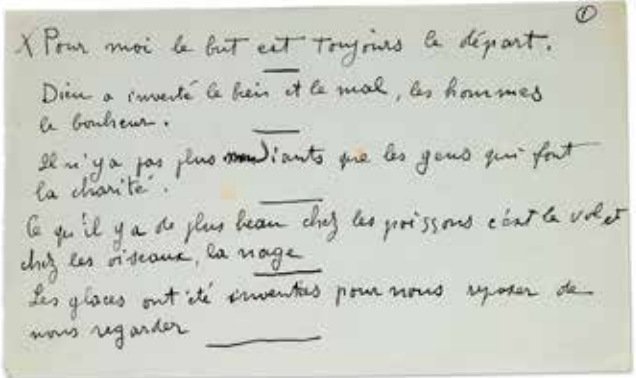 ①
X Pour moi le but est toujours le départ.
Dieu a inventé le bien et le mal, les hommes
le bonheur.
Il n'y a pas plus mendiants que les gens qui font
la charité.
Ce qu'il y a de plus beau chez les poissons c'est le vol et
chez les oiseaux, la nage
Les glaces ont été inventées pour nous reposer de
nous regarder